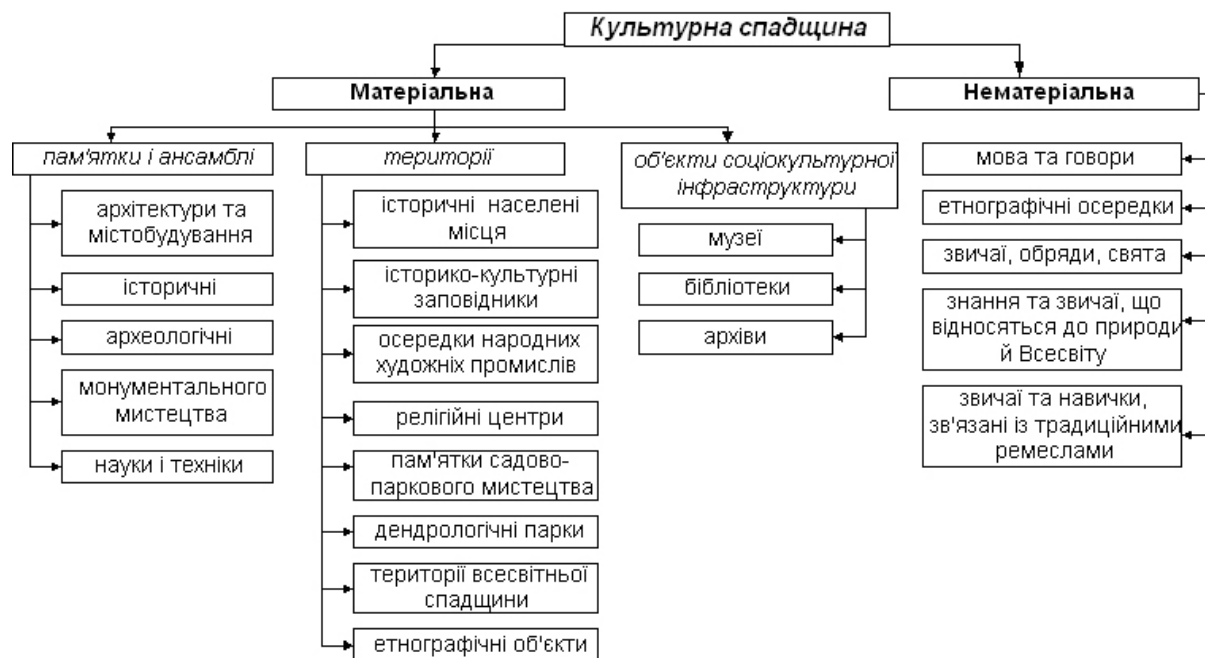 Культурна спадщина
Матеріальна
Нематеріальна
пам'ятки і ансамблі
архітектури та
містобудування
історичні
археологічні
монументального
мистецтва
науки і техніки
території
історичні населені
місця
історико-культурні
заповідники
осередки народних
художніх промислів
релігійні центри
пам'ятки садово-
паркового мистецтва
дендрологічні парки
території всесвітньої
спадщини
етнографічні об'єкти
об'єкти соціокультурної
інфраструктури
музеї
бібліотеки
архіви
мова та говори
етнографічні осередки
звичаї, обряди, свята
знання та звичаї, що
відносяться до природи
й Всесвіту
звичаї та навички,
зв'язані із традиційними
ремеслами